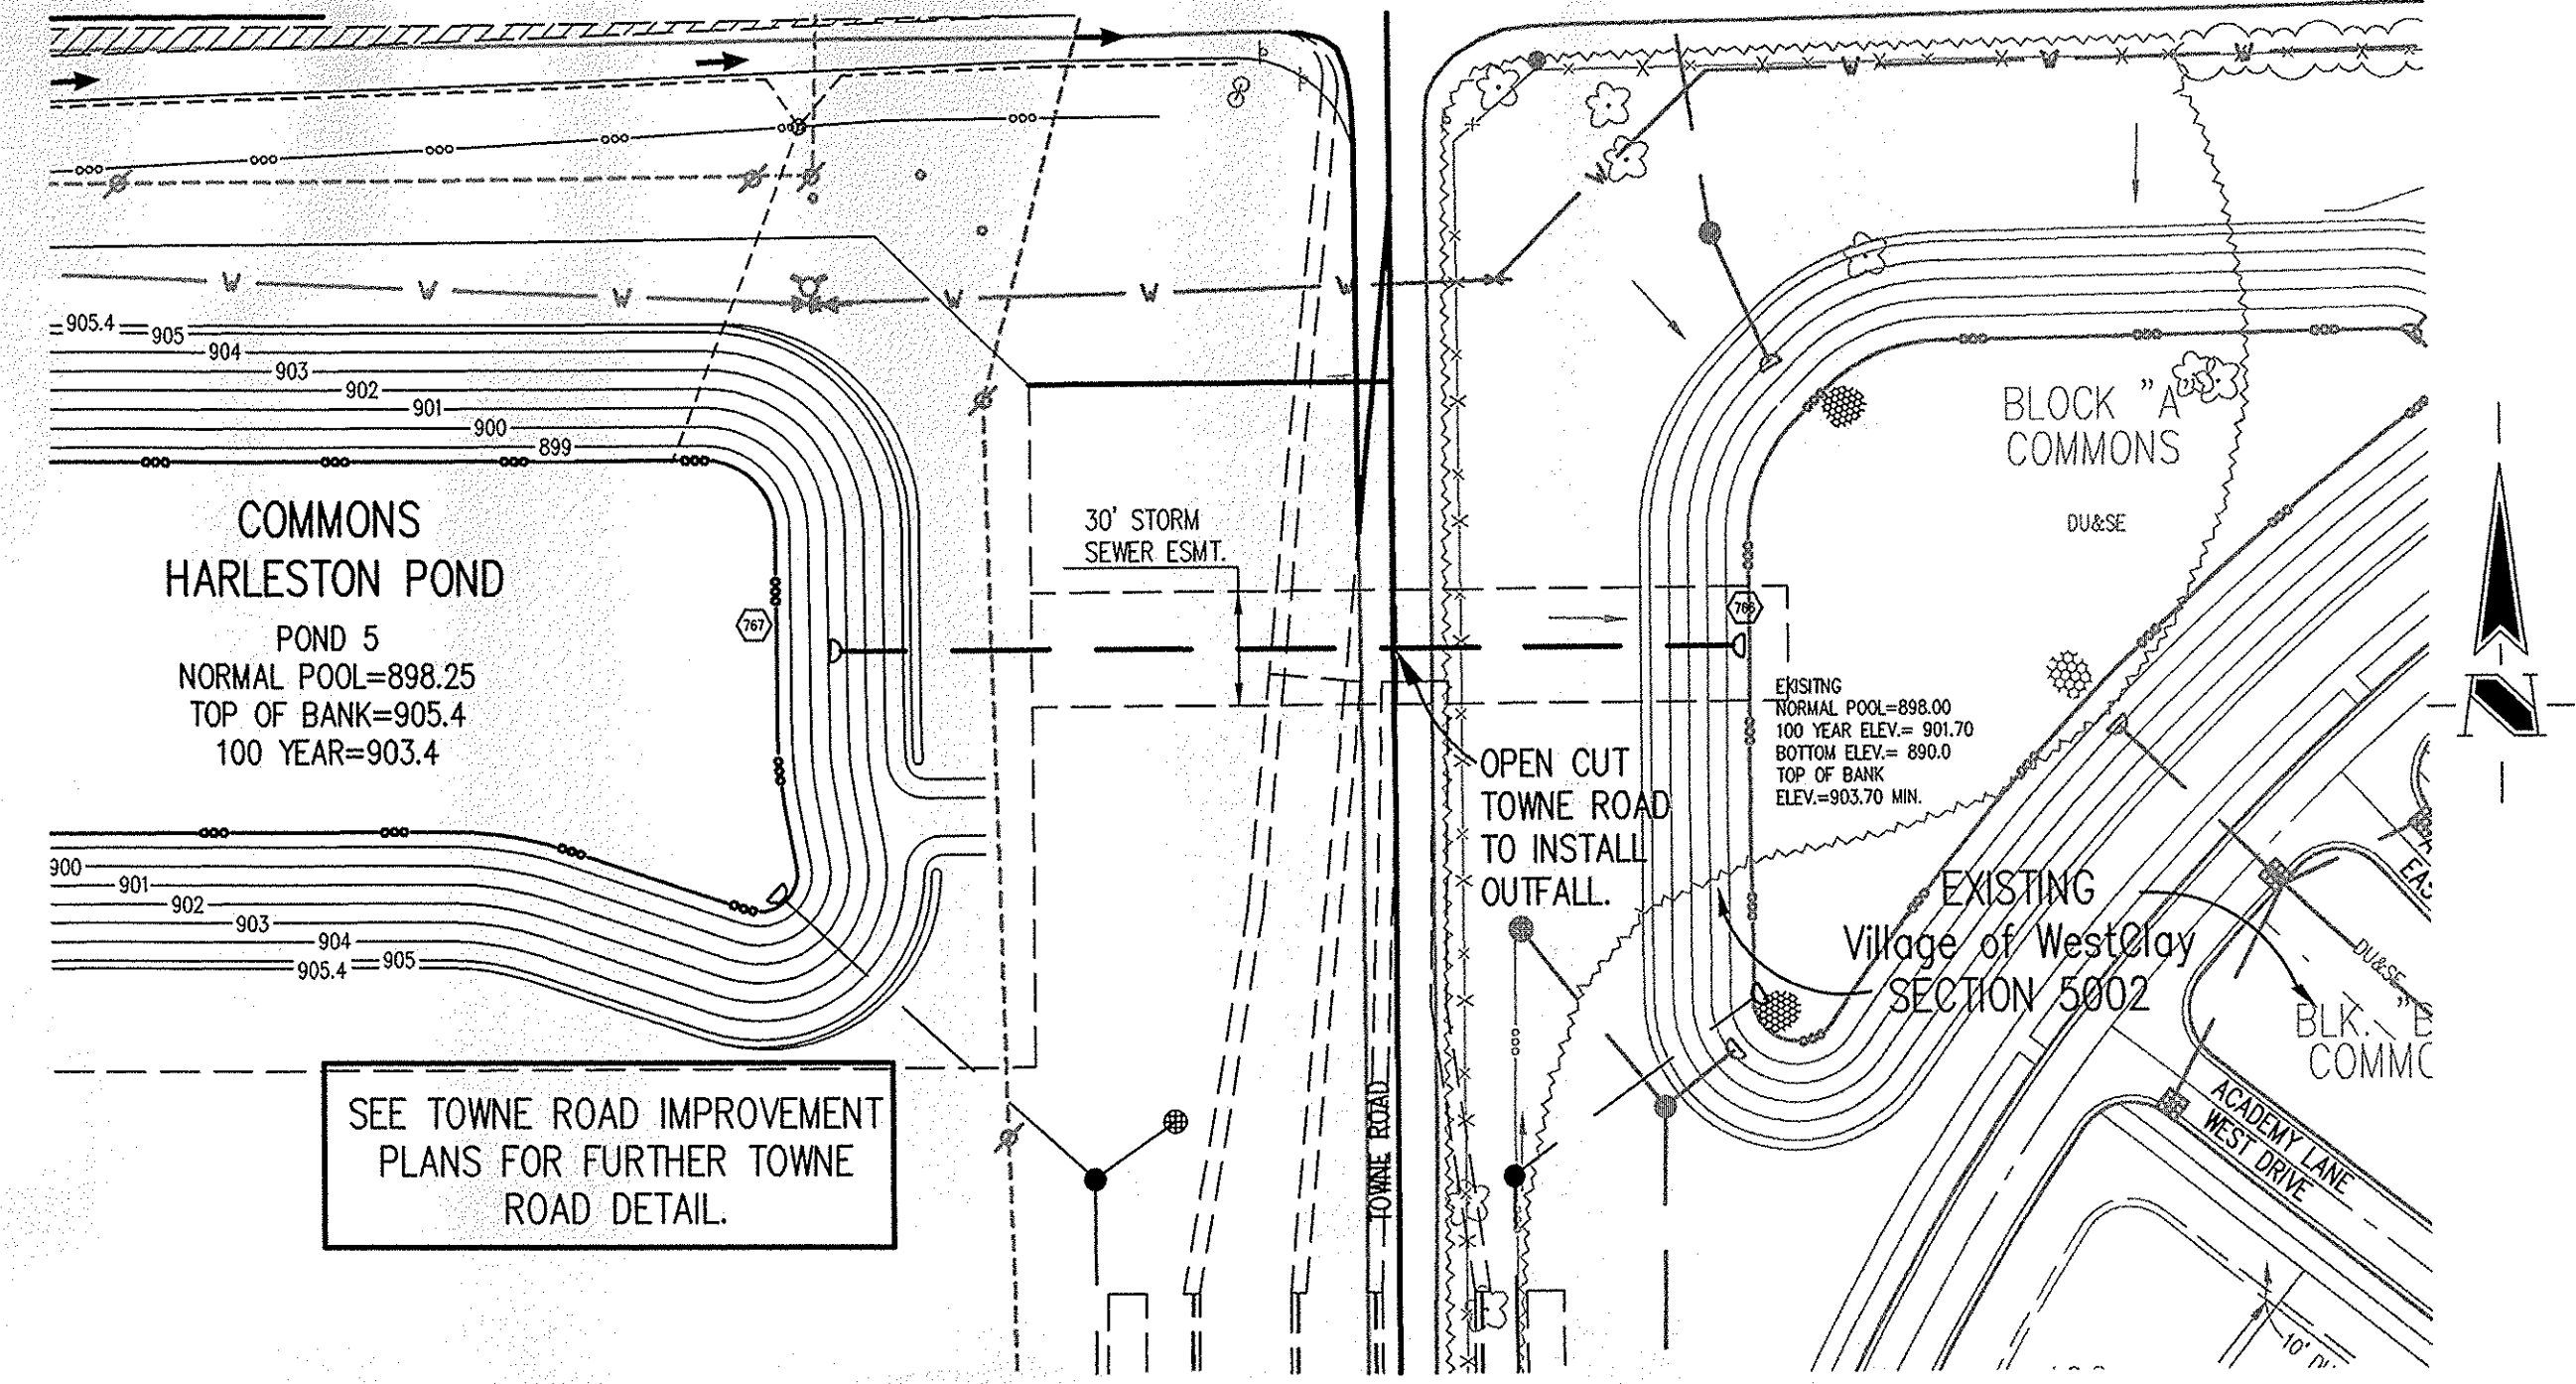 905.4
905
904
903
902
901
900
899
COMMONS
HARLESTON POND
POND 5
NORMAL POOL=898.25
TOP OF BANK=905.4
100 YEAR=903.4
767
900
901
902
903
904
905
905.4
SEE TOWNE ROAD IMPROVEMENT
PLANS FOR FURTHER TOWNE
ROAD DETAIL.
W
W
W
W
W
W
W
W
W
W
30' STORM
SEWER ESMT.
OPEN CUT
TOWNE ROAD
TO INSTALL
OUTFALL.
TOWNE ROAD
BLOCK "A"
COMMONS
DU&SE
766
EXISITNG
NORMAL POOL=898.00
100 YEAR ELEV.= 901.70
BOTTOM ELEV.= 890.0
TOP OF BANK
ELEV.=903.70 MIN.
EXISTING
Village of WestClay
SECTION 5002
DU&SE
BLK. "B
COMMO
EAS
ACADEMY LANE
WEST DRIVE
10' DU
N